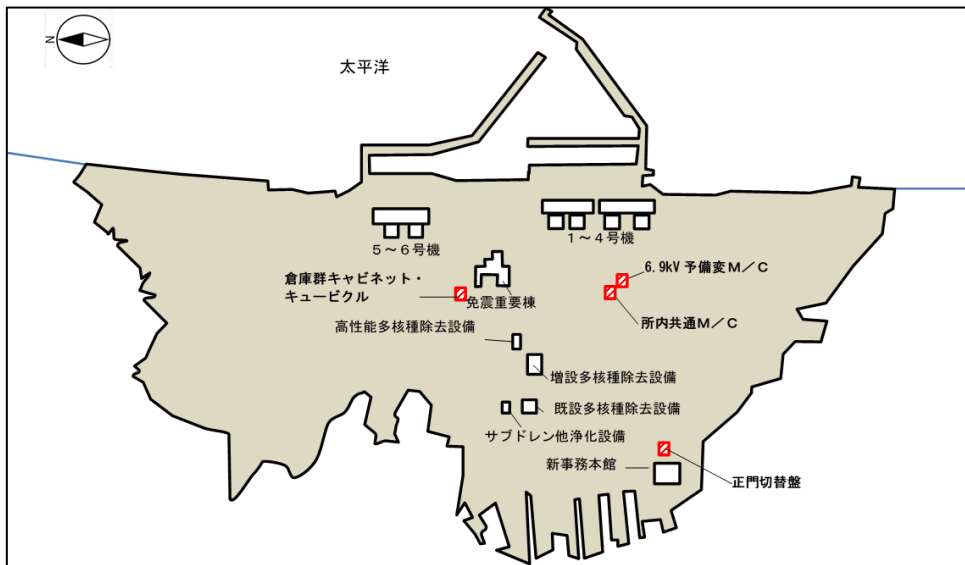 N
太平洋
5～6号機
1～4号機
倉庫群キャビネット・
キュービクル
免震重要棟
6.9kV 予備変M／C
所内共通M／C
高性能多核種除去設備
増設多核種除去設備
既設多核種除去設備
サブドレン他浄化設備
新事務本館
正門切替盤